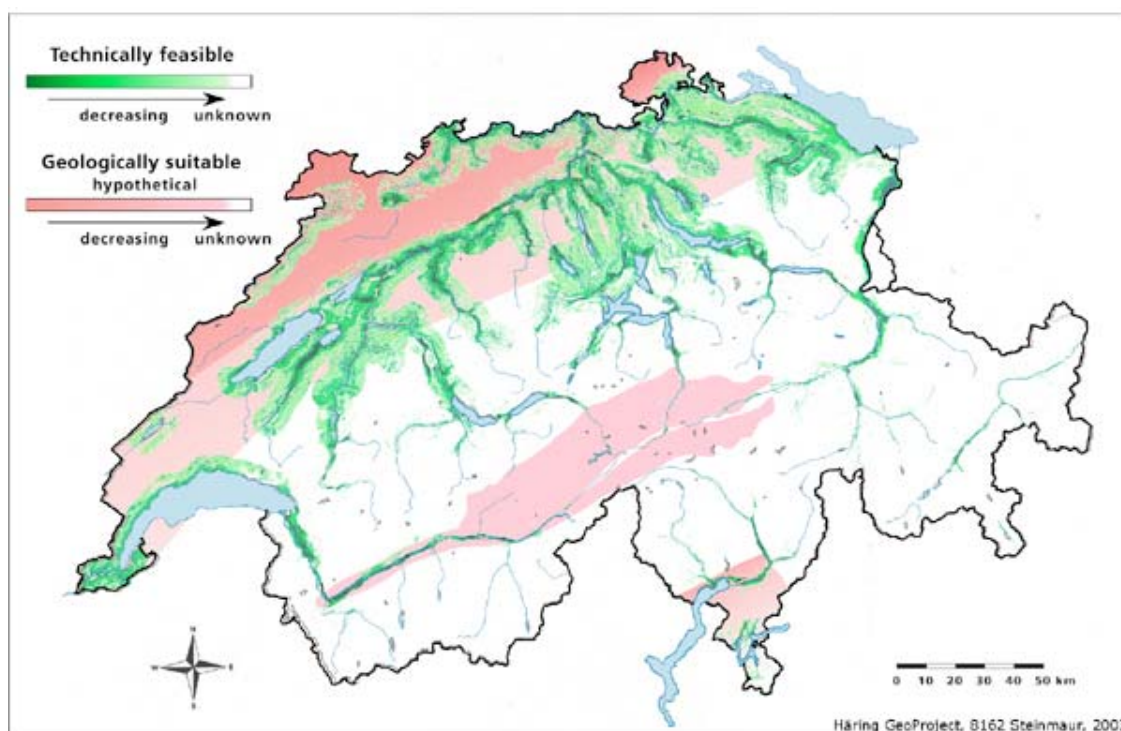 Technically feasible
decreasing unknown
Geologically suitable
hypothetical
decreasing unknown
N
W E
S
0 10 20 30 40 50 km
Häring GeoProject, 8162 Steinmaur,